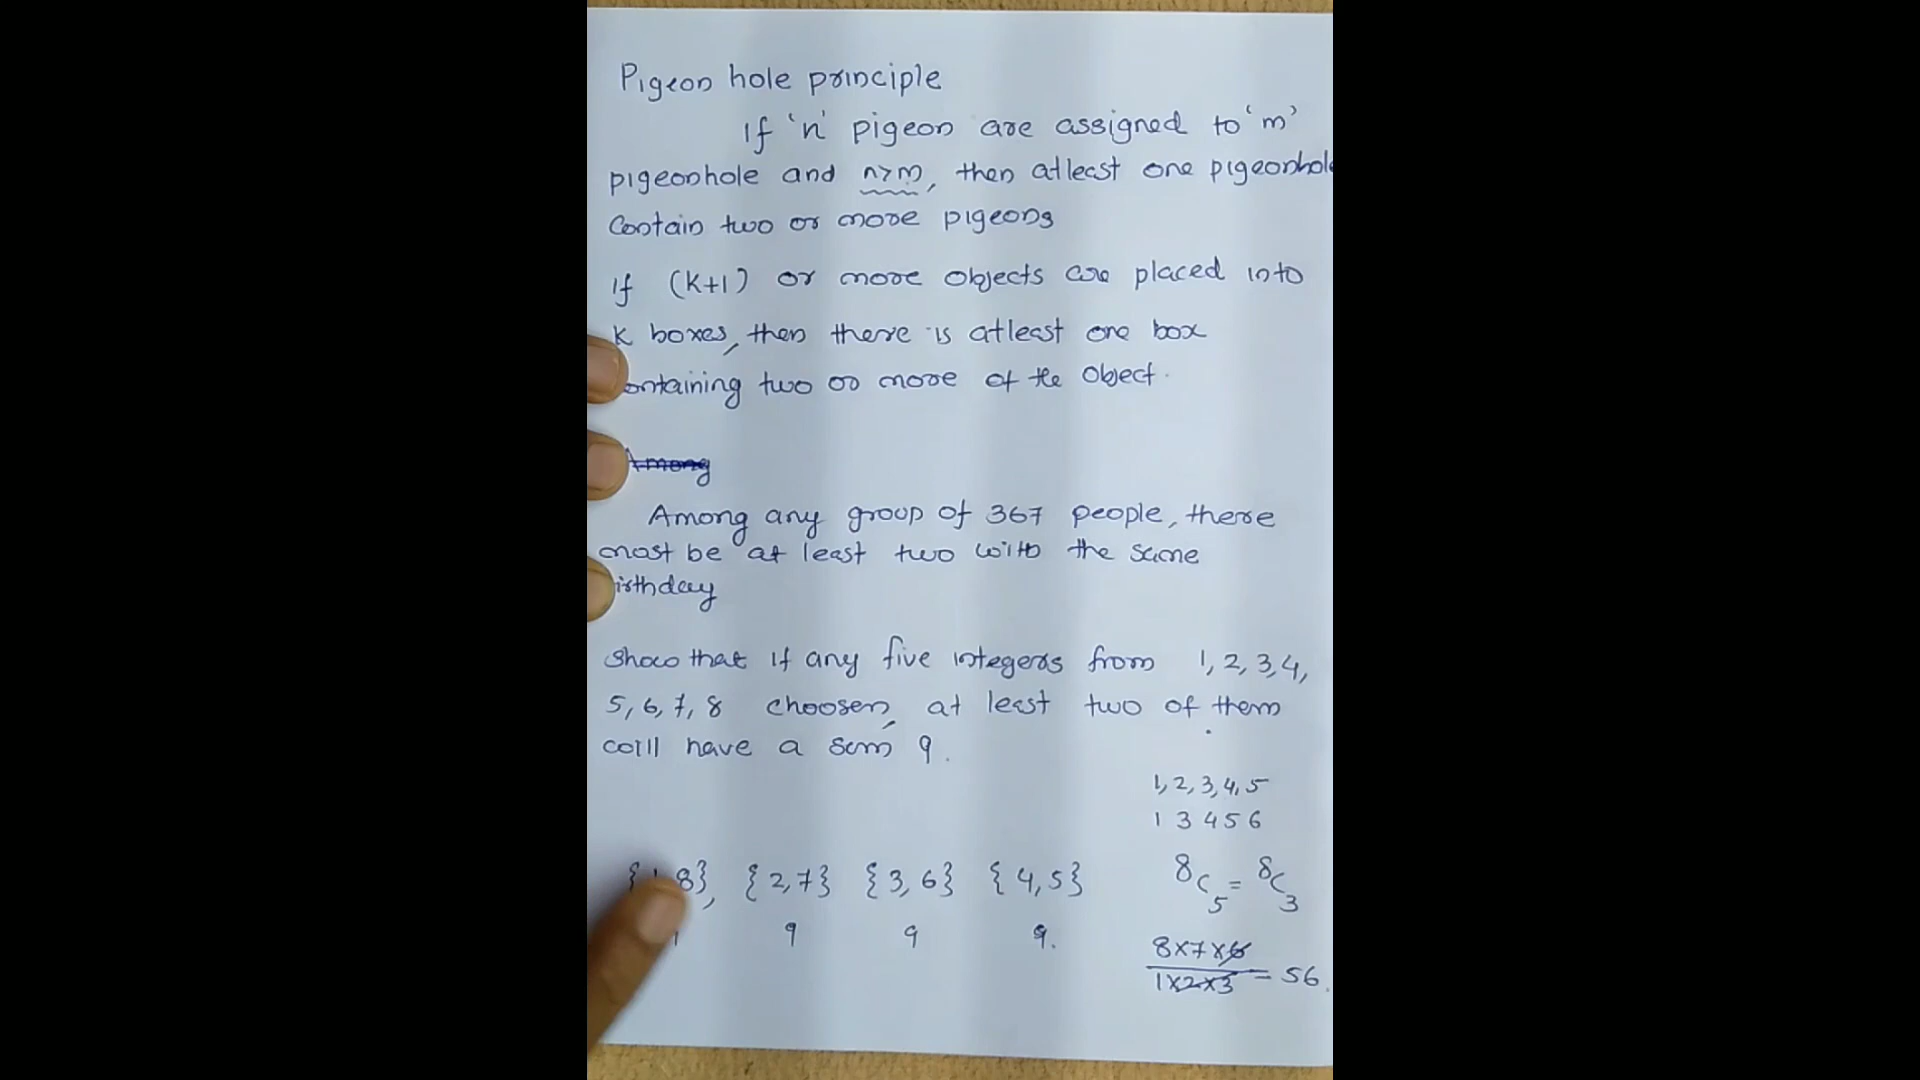 Pigeon hole principle
If 'n' pigeon are assigned to 'm'
pigeonhole and n>m, then atleast one pigeonhole
Contain two or more pigeons
If (k+1) or more objects are placed into
K boxes, then there is atleast one box
ontaining two or more of the object.
Among
Among any group of 367 people, there
must be at least two with the same
irthday
Show that if any five integers from 1, 2, 3, 4,
5, 6, 7, 8 choosen, at least two of them
will have a sum 9.
1, 2, 3, 4, 5
1 3 4 5 6
{ 8}, {2,7} {3,6} {4,5}
8C5 = 8C3
9 9 9.
8×7×6
1×2×3 = 56.